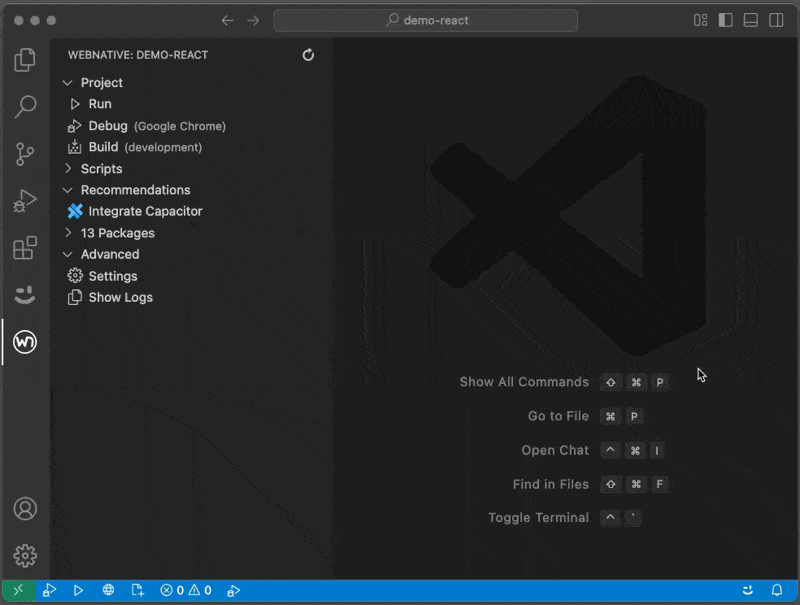 demo-react
WEBNATIVE: DEMO-REACT
Project
Run
Debug (Google Chrome)
Build (development)
Scripts
Recommendations
Integrate Capacitor
13 Packages
Advanced
Settings
Show Logs
Show All Commands ⇧ ⌘ P
Go to File ⌘ P
Open Chat ^ ⌘ I
Find in Files ⇧ ⌘ F
Toggle Terminal ^ `
0 0